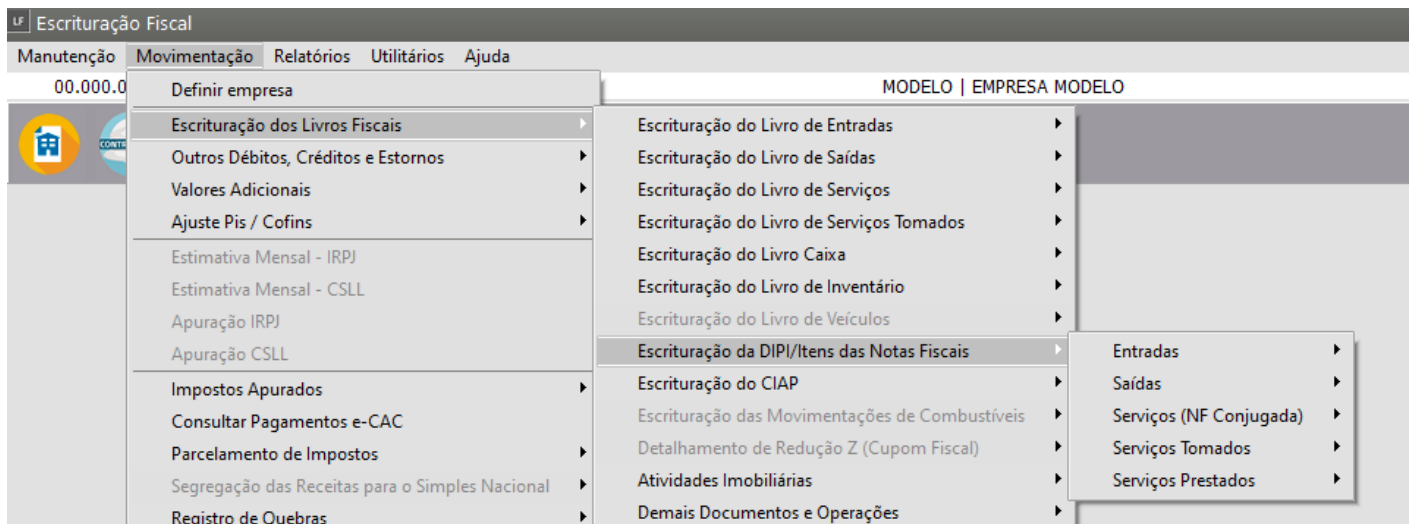 LF Escrituração Fiscal
Manutenção Movimentação Relatórios Utilitários Ajuda
00.000.0 MODELO | EMPRESA MODELO
Definir empresa
Escrituração dos Livros Fiscais
Outros Débitos, Créditos e Estornos
Valores Adicionais
Ajuste Pis / Cofins
Estimativa Mensal - IRPJ
Estimativa Mensal - CSLL
Apuração IRPJ
Apuração CSLL
Impostos Apurados
Consultar Pagamentos e-CAC
Parcelamento de Impostos
Segregação das Receitas para o Simples Nacional
Registro de Quebras
Escrituração do Livro de Entradas
Escrituração do Livro de Saídas
Escrituração do Livro de Serviços
Escrituração do Livro de Serviços Tomados
Escrituração do Livro Caixa
Escrituração do Livro de Inventário
Escrituração do Livro de Veículos
Escrituração da DIPI/Itens das Notas Fiscais
Escrituração do CIAP
Escrituração das Movimentações de Combustíveis
Detalhamento de Redução Z (Cupom Fiscal)
Atividades Imobiliárias
Demais Documentos e Operações
Entradas
Saídas
Serviços (NF Conjugada)
Serviços Tomados
Serviços Prestados